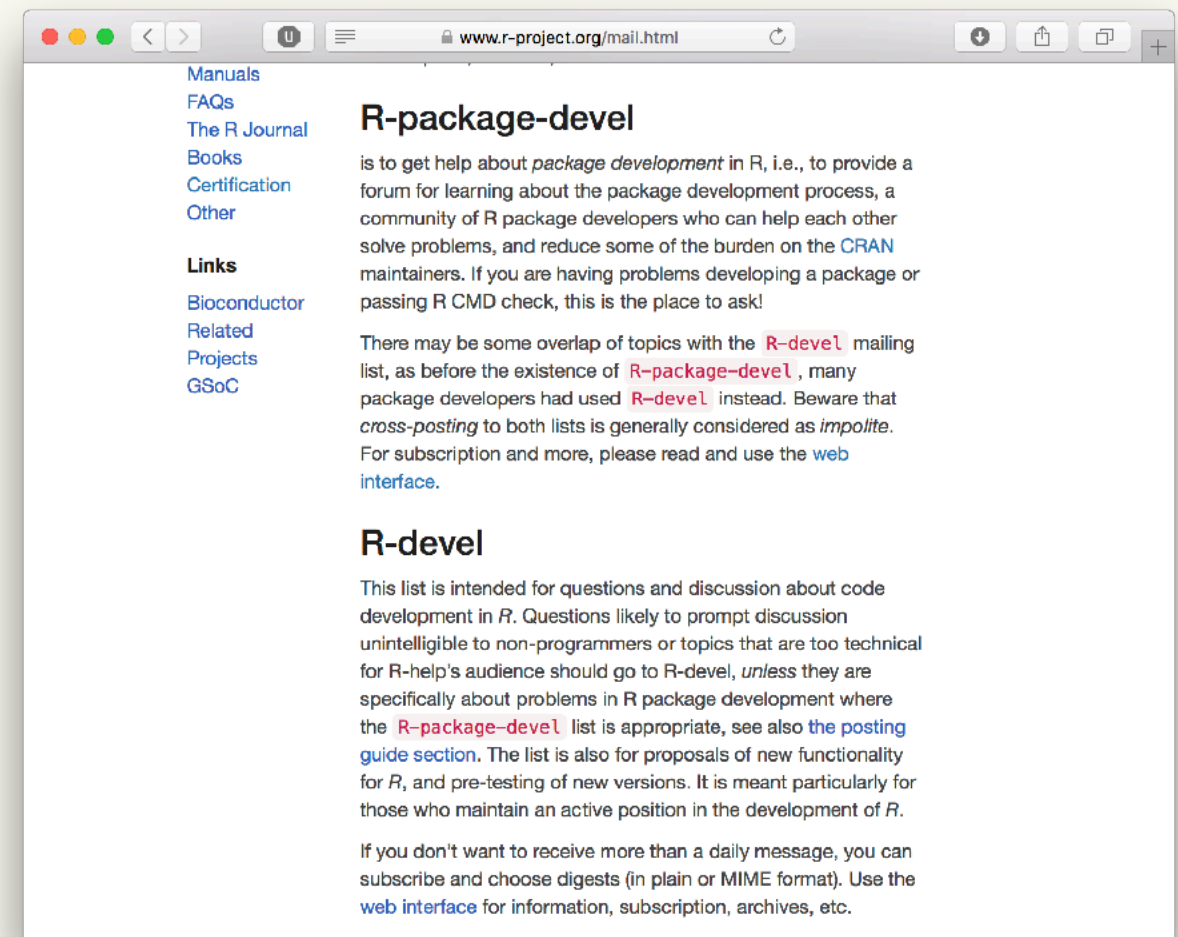 www.r-project.org/mail.html
Manuals
FAQs
The R Journal
Books
Certification
Other
Links
Bioconductor
Related
Projects
GSoC
R-package-devel
is to get help about package development in R, i.e., to provide a
forum for learning about the package development process, a
community of R package developers who can help each other
solve problems, and reduce some of the burden on the CRAN
maintainers. If you are having problems developing a package or
passing R CMD check, this is the place to ask!
There may be some overlap of topics with the R-devel mailing
list, as before the existence of R-package-devel, many
package developers had used R-devel instead. Beware that
cross-posting to both lists is generally considered as impolite.
For subscription and more, please read and use the web
interface.
R-devel
This list is intended for questions and discussion about code
development in R. Questions likely to prompt discussion
unintelligible to non-programmers or topics that are too technical
for R-help's audience should go to R-devel, unless they are
specifically about problems in R package development where
the R-package-devel list is appropriate, see also the posting
guide section. The list is also for proposals of new functionality
for R, and pre-testing of new versions. It is meant particularly for
those who maintain an active position in the development of R.
If you don't want to receive more than a daily message, you can
subscribe and choose digests (in plain or MIME format). Use the
web interface for information, subscription, archives, etc.